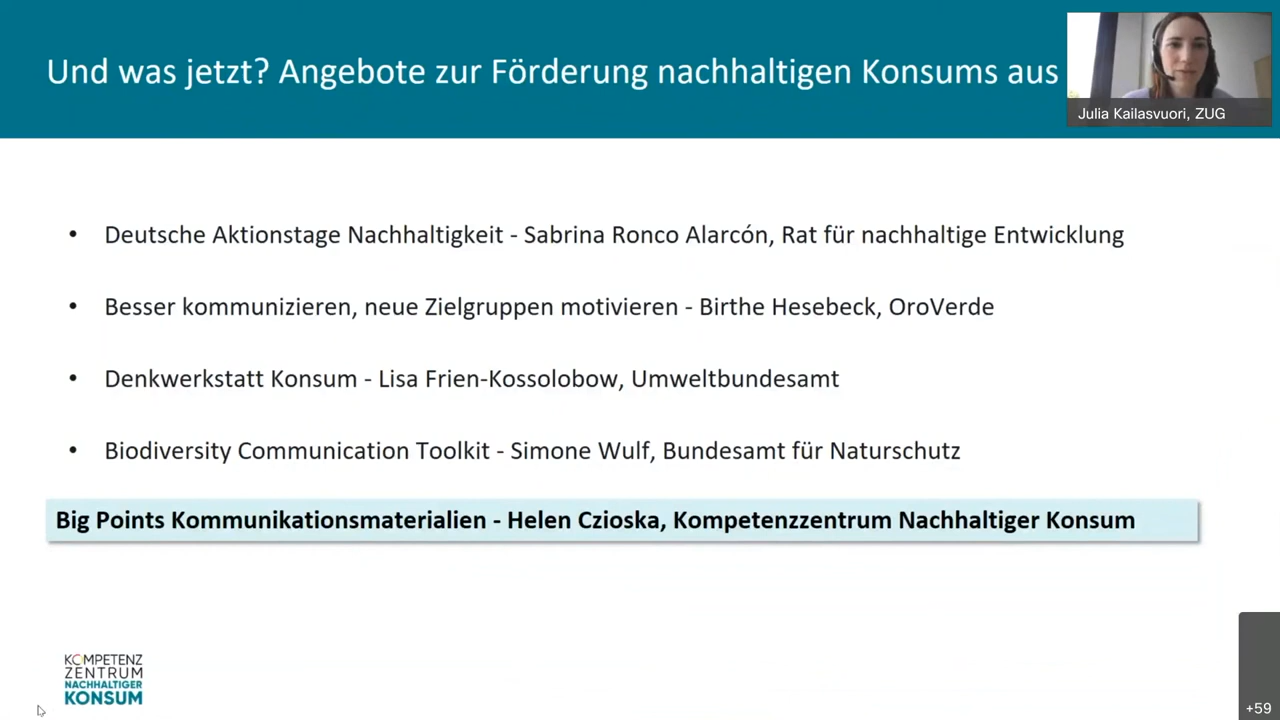 Und was jetzt? Angebote zur Förderung nachhaltigen Konsums aus
Julia Kailasvuori, ZUG
• Deutsche Aktionstage Nachhaltigkeit - Sabrina Ronco Alarcón, Rat für nachhaltige Entwicklung
• Besser kommunizieren, neue Zielgruppen motivieren - Birthe Hesebeck, OroVerde
• Denkwerkstatt Konsum - Lisa Frien-Kossolobow, Umweltbundesamt
• Biodiversity Communication Toolkit - Simone Wulf, Bundesamt für Naturschutz
Big Points Kommunikationsmaterialien - Helen Czioska, Kompetenzzentrum Nachhaltiger Konsum
KOMPETENZ
ZENTRUM
NACHHALTIGER
KONSUM
+59